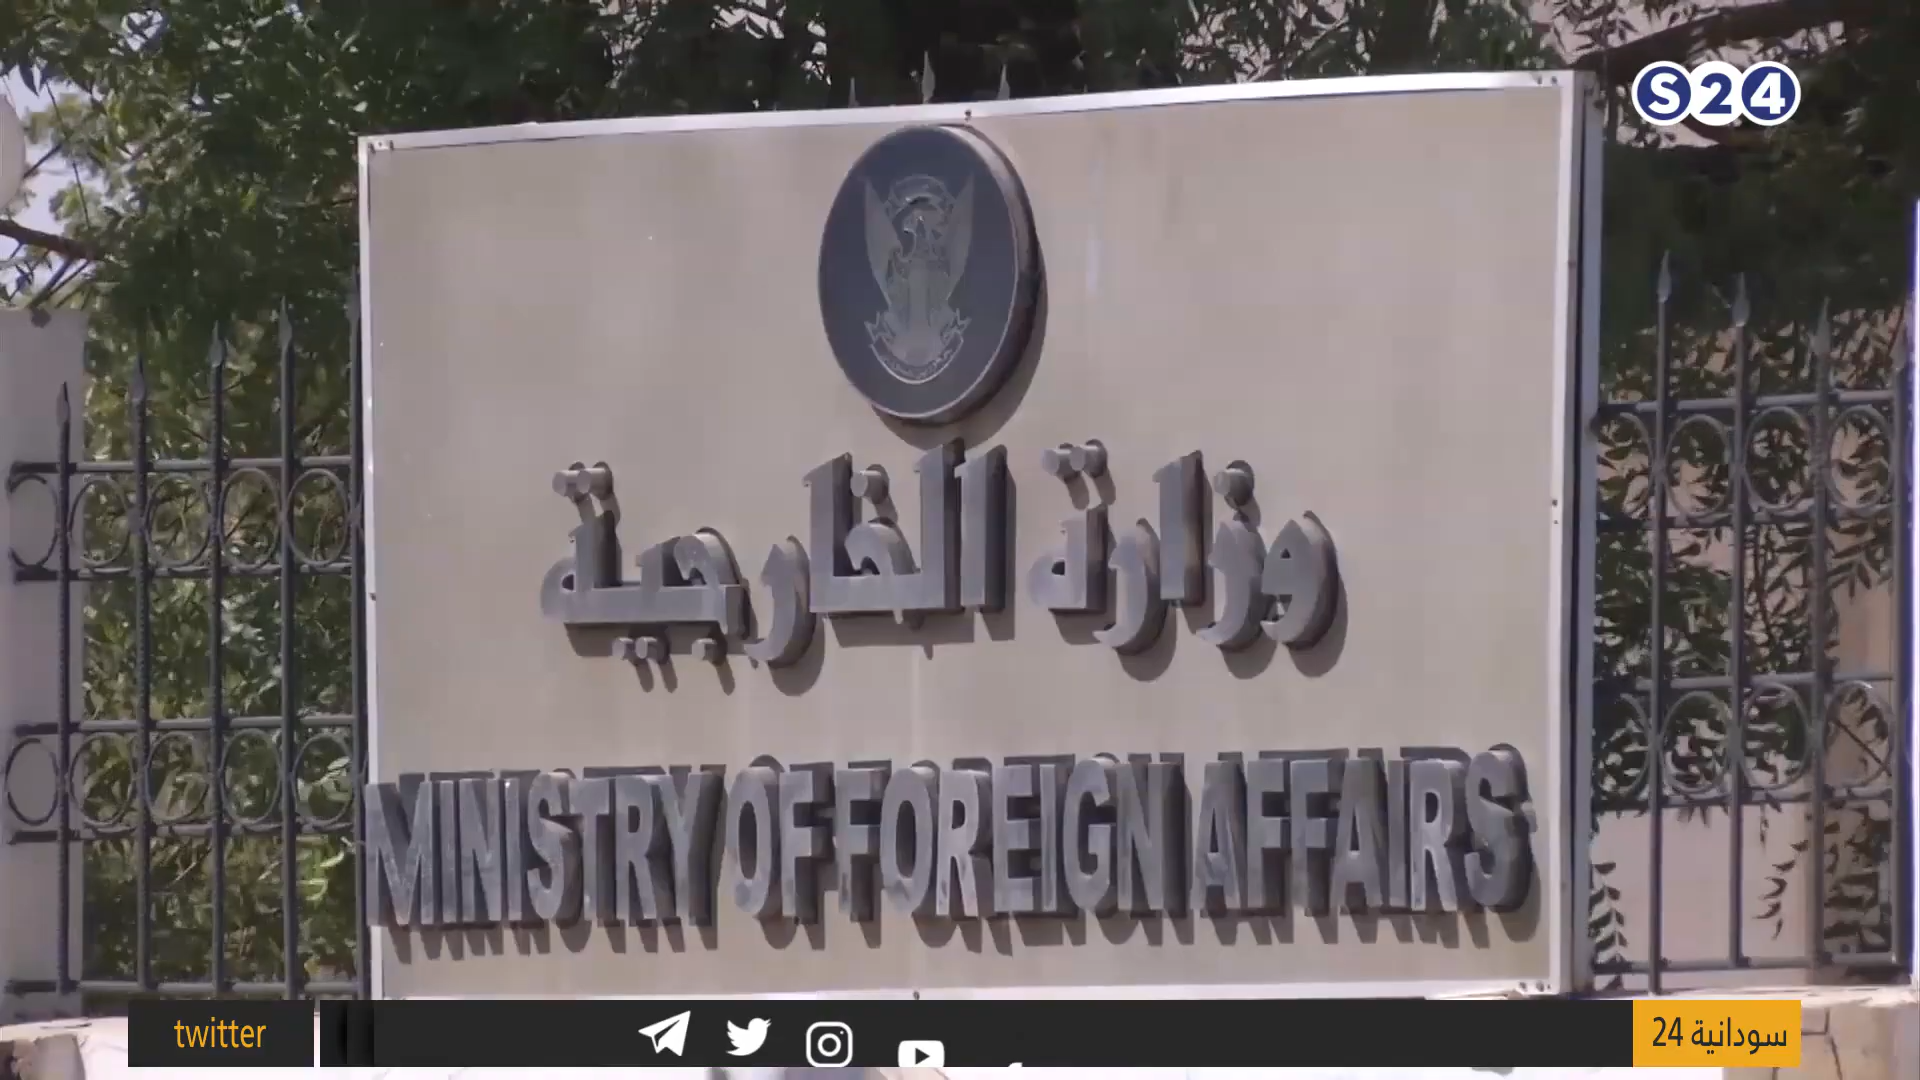 S24
وزارة الخارجية
MINISTRY OF FOREIGN AFFAIRS
twitter
سودانية 24